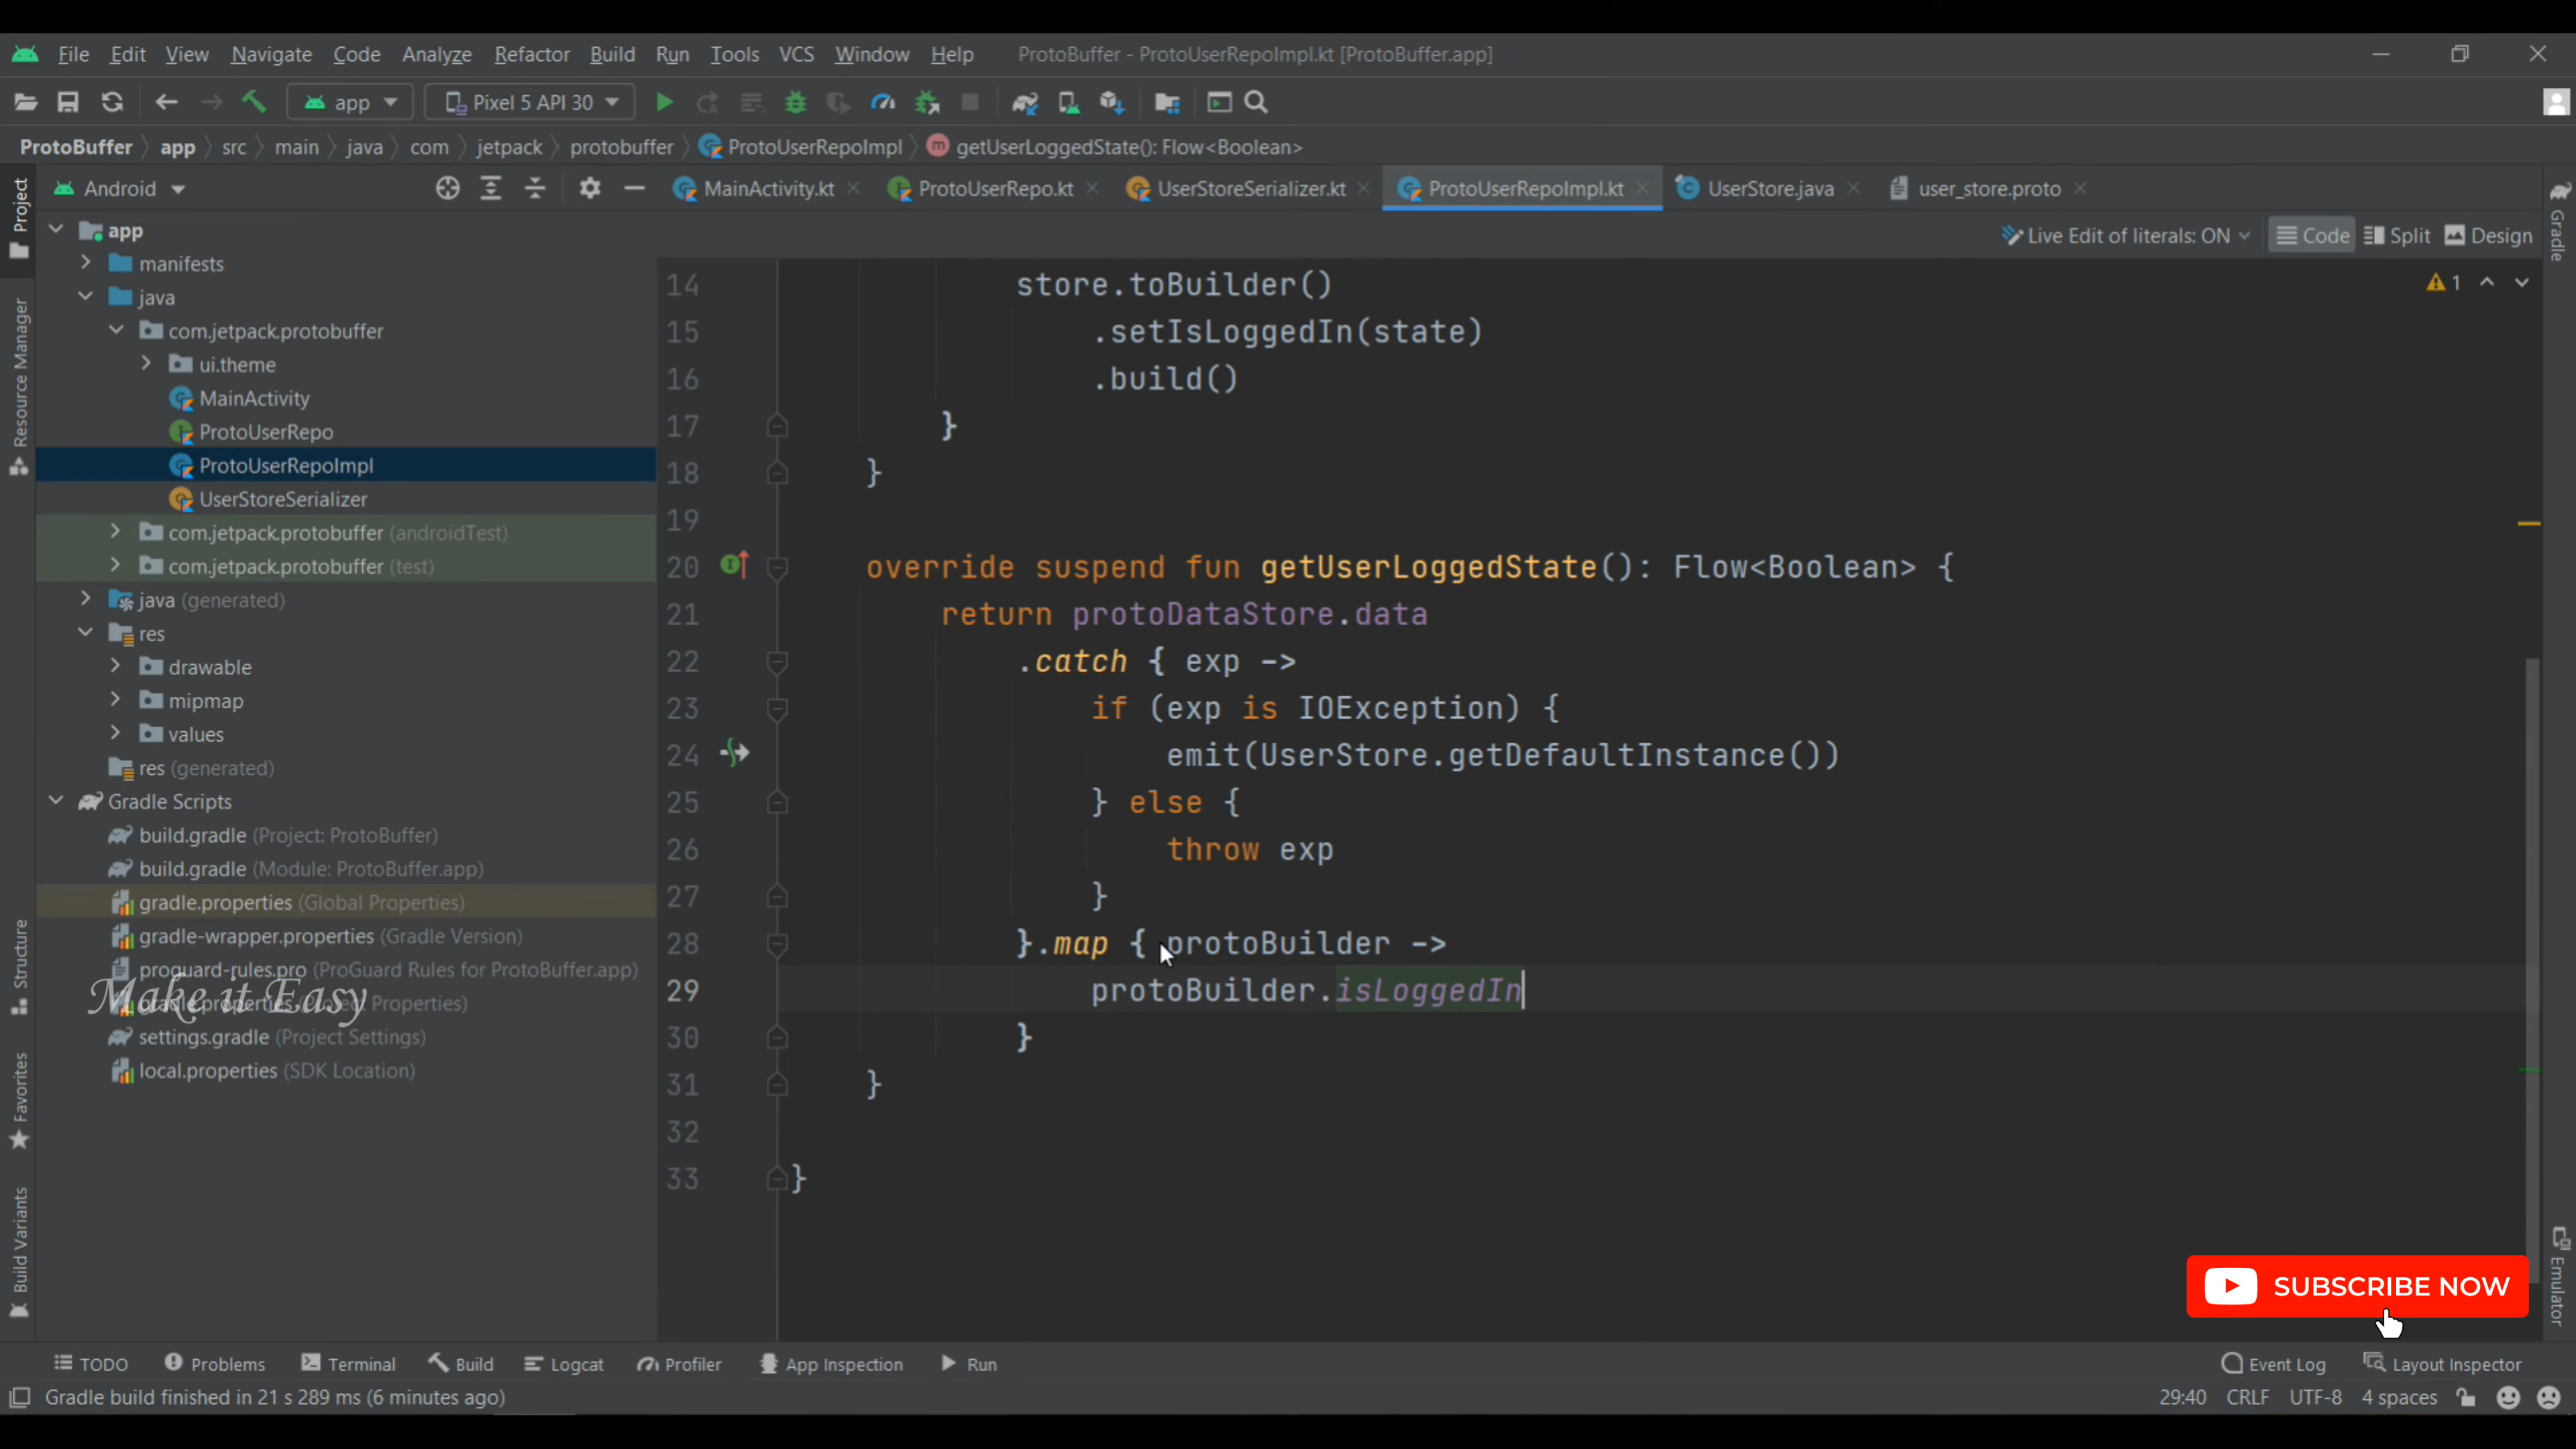 File Edit View Navigate Code Analyze Refactor Build Run Tools VCS Window Help ProtoBuffer - ProtoUserRepoImpl.kt [ProtoBuffer.app]
app Pixel 5 API 30
ProtoBuffer app src main java com jetpack protobuffer ProtoUserRepoImpl getUserLoggedState(): Flow<Boolean>
Android MainActivity.kt ProtoUserRepo.kt UserStoreSerializer.kt ProtoUserRepoImpl.kt UserStore.java user_store.proto
Live Edit of literals: ON Code Split Design
Project
Resource Manager
Structure
Favorites
Build Variants
app
manifests
java
com.jetpack.protobuffer
ui.theme
MainActivity
ProtoUserRepo
ProtoUserRepoImpl
UserStoreSerializer
com.jetpack.protobuffer (androidTest)
com.jetpack.protobuffer (test)
java (generated)
res
drawable
mipmap
values
res (generated)
Gradle Scripts
build.gradle (Project: ProtoBuffer)
build.gradle (Module: ProtoBuffer.app)
gradle.properties (Global Properties)
gradle-wrapper.properties (Gradle Version)
proguard-rules.pro (ProGuard Rules for ProtoBuffer.app)
gradle.properties (Project Properties)
Make it Easy
settings.gradle (Project Settings)
local.properties (SDK Location)
1
14 store.toBuilder()
15 .setIsLoggedIn(state)
16 .build()
17 }
18 }
19
20 override suspend fun getUserLoggedState(): Flow<Boolean> {
21 return protoDataStore.data
22 .catch { exp ->
23 if (exp is IOException) {
24 emit(UserStore.getDefaultInstance())
25 } else {
26 throw exp
27 }
28 }.map { protoBuilder ->
29 protoBuilder.isLoggedIn
30 }
31 }
32
33 }
Gradle
Emulator
SUBSCRIBE NOW
TODO Problems Terminal Build Logcat Profiler App Inspection Run Event Log Layout Inspector
Gradle build finished in 21 s 289 ms (6 minutes ago) 29:40 CRLF UTF-8 4 spaces